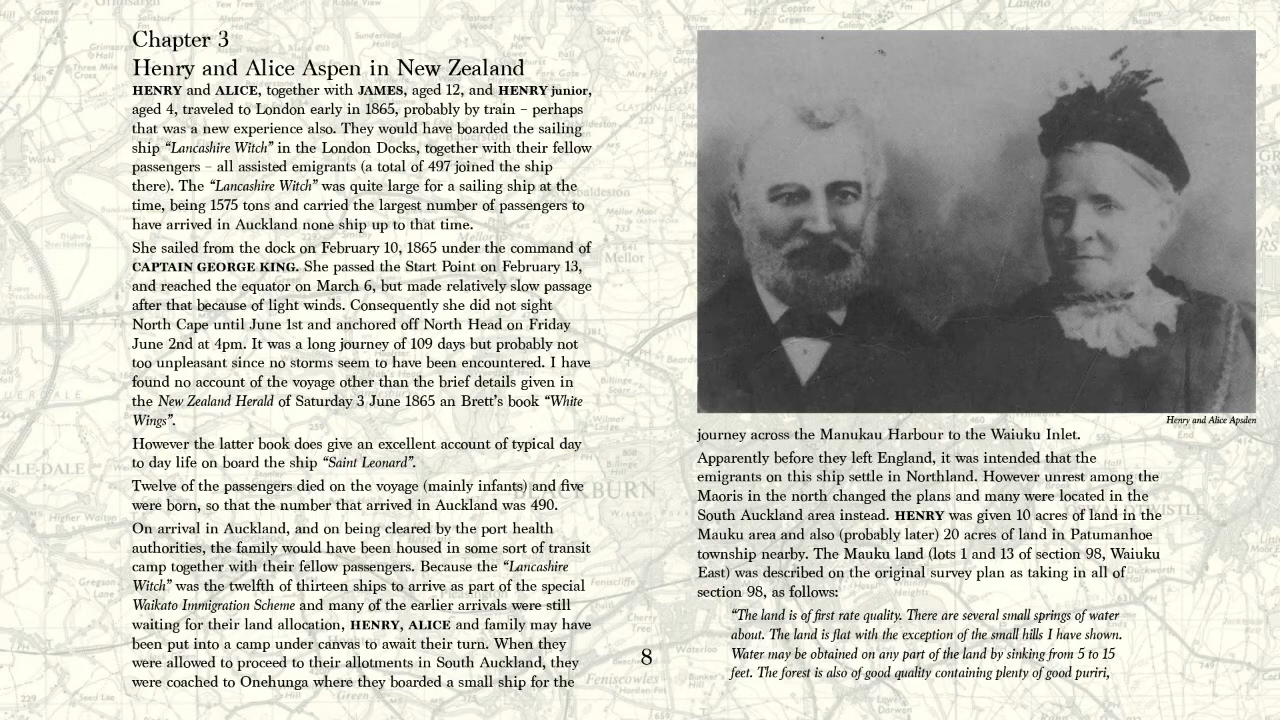 Chapter 3
Henry and Alice Aspen in New Zealand
HENRY and ALICE, together with JAMES, aged 12, and HENRY junior,
aged 4, traveled to London early in 1865, probably by train – perhaps
that was a new experience also. They would have boarded the sailing
ship “Lancashire Witch” in the London Docks, together with their fellow
passengers – all assisted emigrants (a total of 497 joined the ship
there). The “Lancashire Witch” was quite large for a sailing ship at the
time, being 1575 tons and carried the largest number of passengers to
have arrived in Auckland none ship up to that time.
She sailed from the dock on February 10, 1865 under the command of
CAPTAIN GEORGE KING. She passed the Start Point on February 13,
and reached the equator on March 6, but made relatively slow passage
after that because of light winds. Consequently she did not sight
North Cape until June 1st and anchored off North Head on Friday
June 2nd at 4pm. It was a long journey of 109 days but probably not
too unpleasant since no storms seem to have been encountered. I have
found no account of the voyage other than the brief details given in
the New Zealand Herald of Saturday 3 June 1865 an Brett’s book “White
Wings”.
However the latter book does give an excellent account of typical day
to day life on board the ship “Saint Leonard”.
Twelve of the passengers died on the voyage (mainly infants) and five
were born, so that the number that arrived in Auckland was 490.
On arrival in Auckland, and on being cleared by the port health
authorities, the family would have been housed in some sort of transit
camp together with their fellow passengers. Because the “Lancashire
Witch” was the twelfth of thirteen ships to arrive as part of the special
Waikato Immigration Scheme and many of the earlier arrivals were still
waiting for their land allocation, HENRY, ALICE and family may have
been put into a camp under canvas to await their turn. When they
were allowed to proceed to their allotments in South Auckland, they
were coached to Onehunga where they boarded a small ship for the
8
Henry and Alice Apsden
journey across the Manukau Harbour to the Waiuku Inlet.
Apparently before they left England, it was intended that the
emigrants on this ship settle in Northland. However unrest among the
Maoris in the north changed the plans and many were located in the
South Auckland area instead. HENRY was given 10 acres of land in the
Mauku area and also (probably later) 20 acres of land in Patumanhoe
township nearby. The Mauku land (lots 1 and 13 of section 98, Waiuku
East) was described on the original survey plan as taking in all of
section 98, as follows:
“The land is of first rate quality. There are several small springs of water
about. The land is flat with the exception of the small hills I have shown.
Water may be obtained on any part of the land by sinking from 5 to 15
feet. The forest is also of good quality containing plenty of good puriri,
BLACKBURN